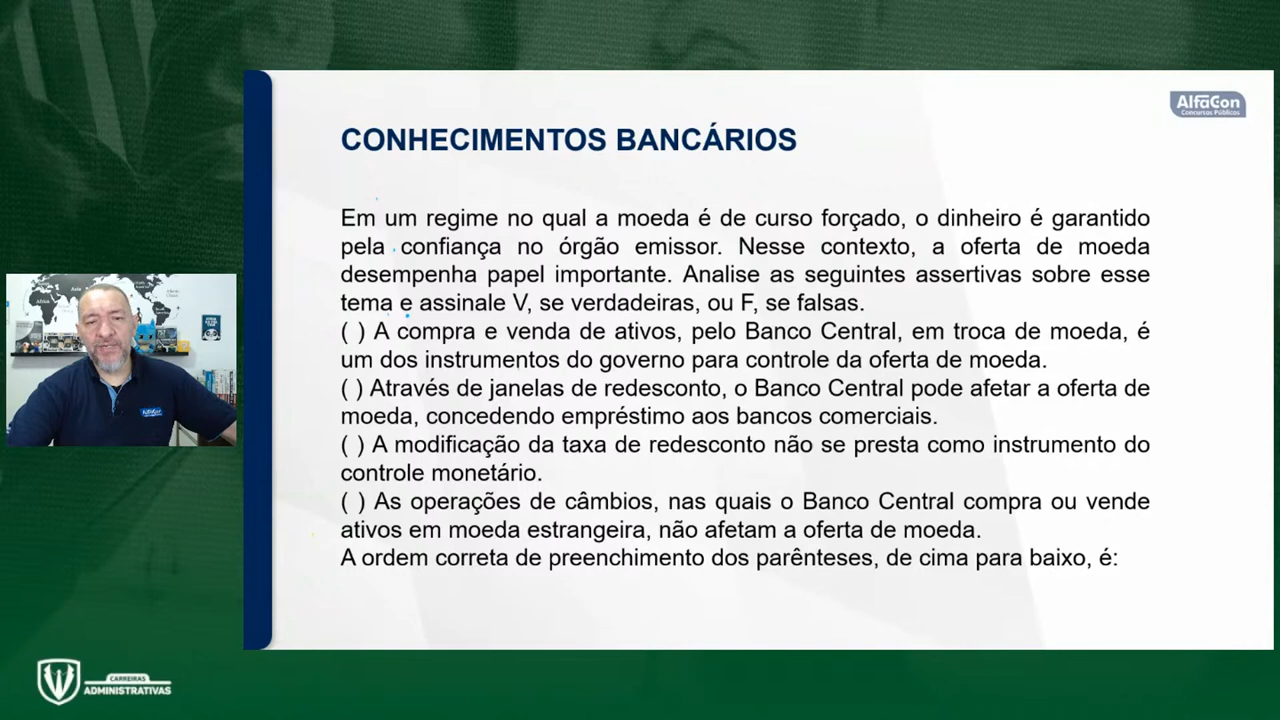 AlfaCon
Concursos Públicos
CONHECIMENTOS BANCÁRIOS
Em um regime no qual a moeda é de curso forçado, o dinheiro é garantido
pela confiança no órgão emissor. Nesse contexto, a oferta de moeda
desempenha papel importante. Analise as seguintes assertivas sobre esse
tema e assinale V, se verdadeiras, ou F, se falsas.
( ) A compra e venda de ativos, pelo Banco Central, em troca de moeda, é
um dos instrumentos do governo para controle da oferta de moeda.
( ) Através de janelas de redesconto, o Banco Central pode afetar a oferta de
moeda, concedendo empréstimo aos bancos comerciais.
( ) A modificação da taxa de redesconto não se presta como instrumento do
controle monetário.
( ) As operações de câmbios, nas quais o Banco Central compra ou vende
ativos em moeda estrangeira, não afetam a oferta de moeda.
A ordem correta de preenchimento dos parênteses, de cima para baixo, é:
Africa
Asia
AlfaCon
CARREIRAS
ADMINISTRATIVAS